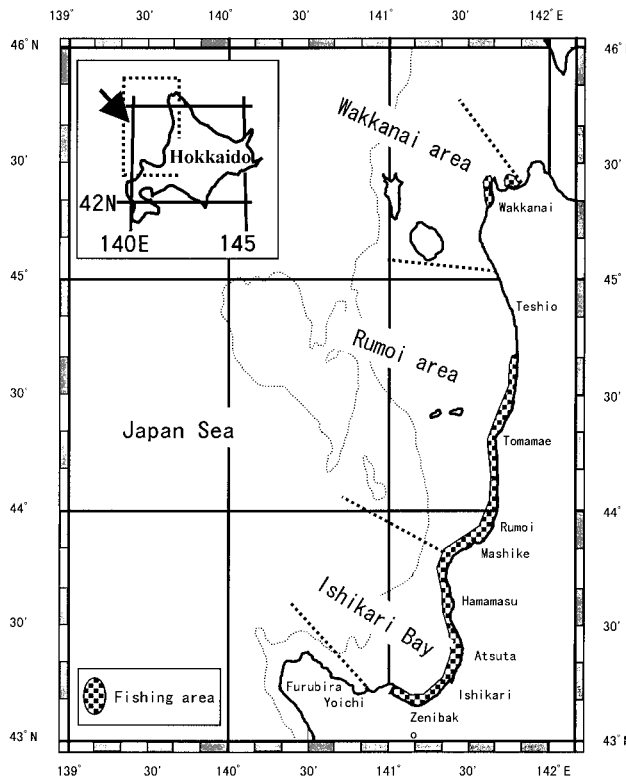 139° 30' 140° 30' 141° 30' 142° E
46° N 46° N
Wakkanai area
Hokkaido
30' 30'
42N
Wakkanai
140E 145
45° 45°
Teshio
Rumoi area
30' 30'
Japan Sea
Tomamae
44° 44°
Rumoi
Mashike
Ishikari Bay
Hamamasu
30' 30'
Atsuta
Furubira
Ishikari
Fishing area
Yoichi
Zenibak
43° N 43° N
139° 30' 140° 30' 141° 30' 142° E